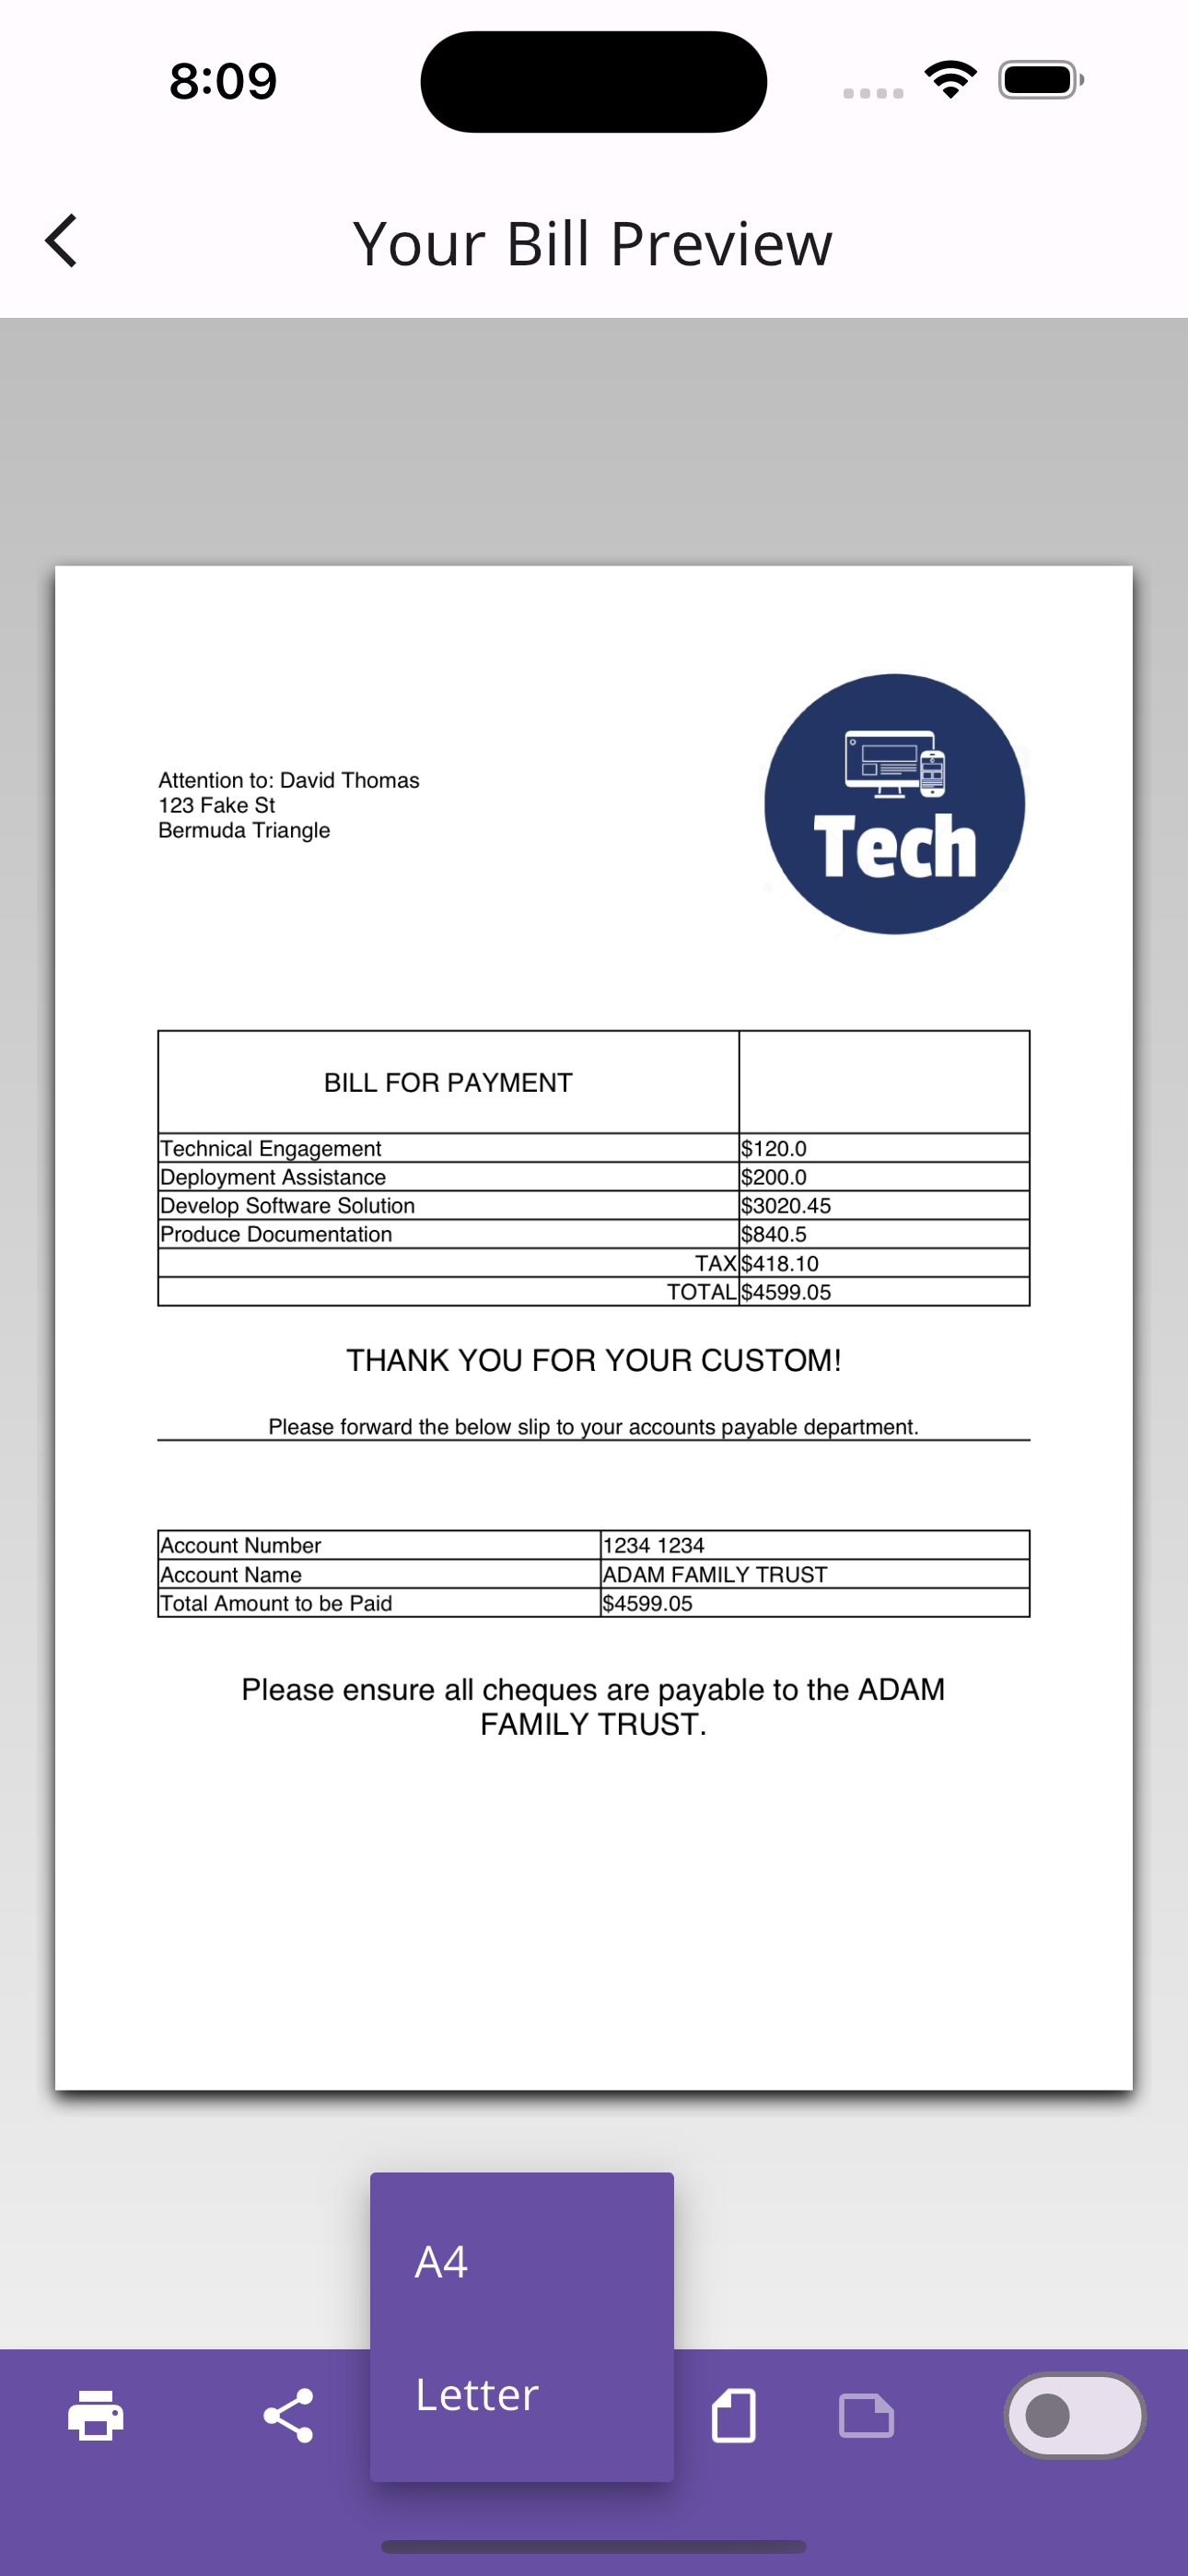 8:09
Your Bill Preview
Attention to: David Thomas
123 Fake St
Bermuda Triangle
Tech
BILL FOR PAYMENT
Technical Engagement $120.0
Deployment Assistance $200.0
Develop Software Solution $3020.45
Produce Documentation $840.5
TAX $418.10
TOTAL $4599.05
THANK YOU FOR YOUR CUSTOM!
Please forward the below slip to your accounts payable department.
Account Number 1234 1234
Account Name ADAM FAMILY TRUST
Total Amount to be Paid $4599.05
Please ensure all cheques are payable to the ADAM
FAMILY TRUST.
A4
Letter